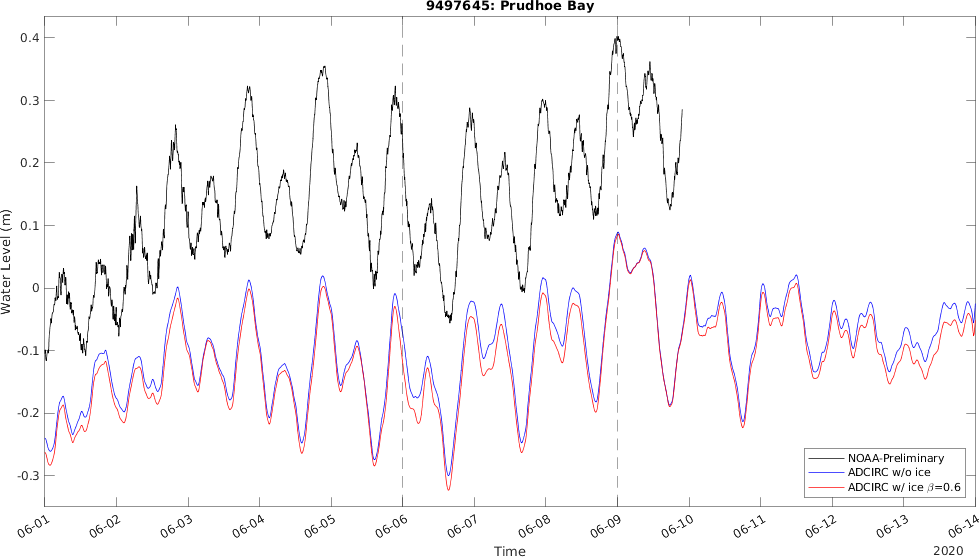 9497645: Prudhoe Bay
0.4
0.3
0.2
0.1
0
-0.1
-0.2
-0.3
Water Level (m)
NOAA-Preliminary
ADCIRC w/o ice
ADCIRC w/ ice β=0.6
06-01 06-02 06-03 06-04 06-05 06-06 06-07 06-08 06-09 06-10 06-11 06-12 06-13 06-14
2020
Time